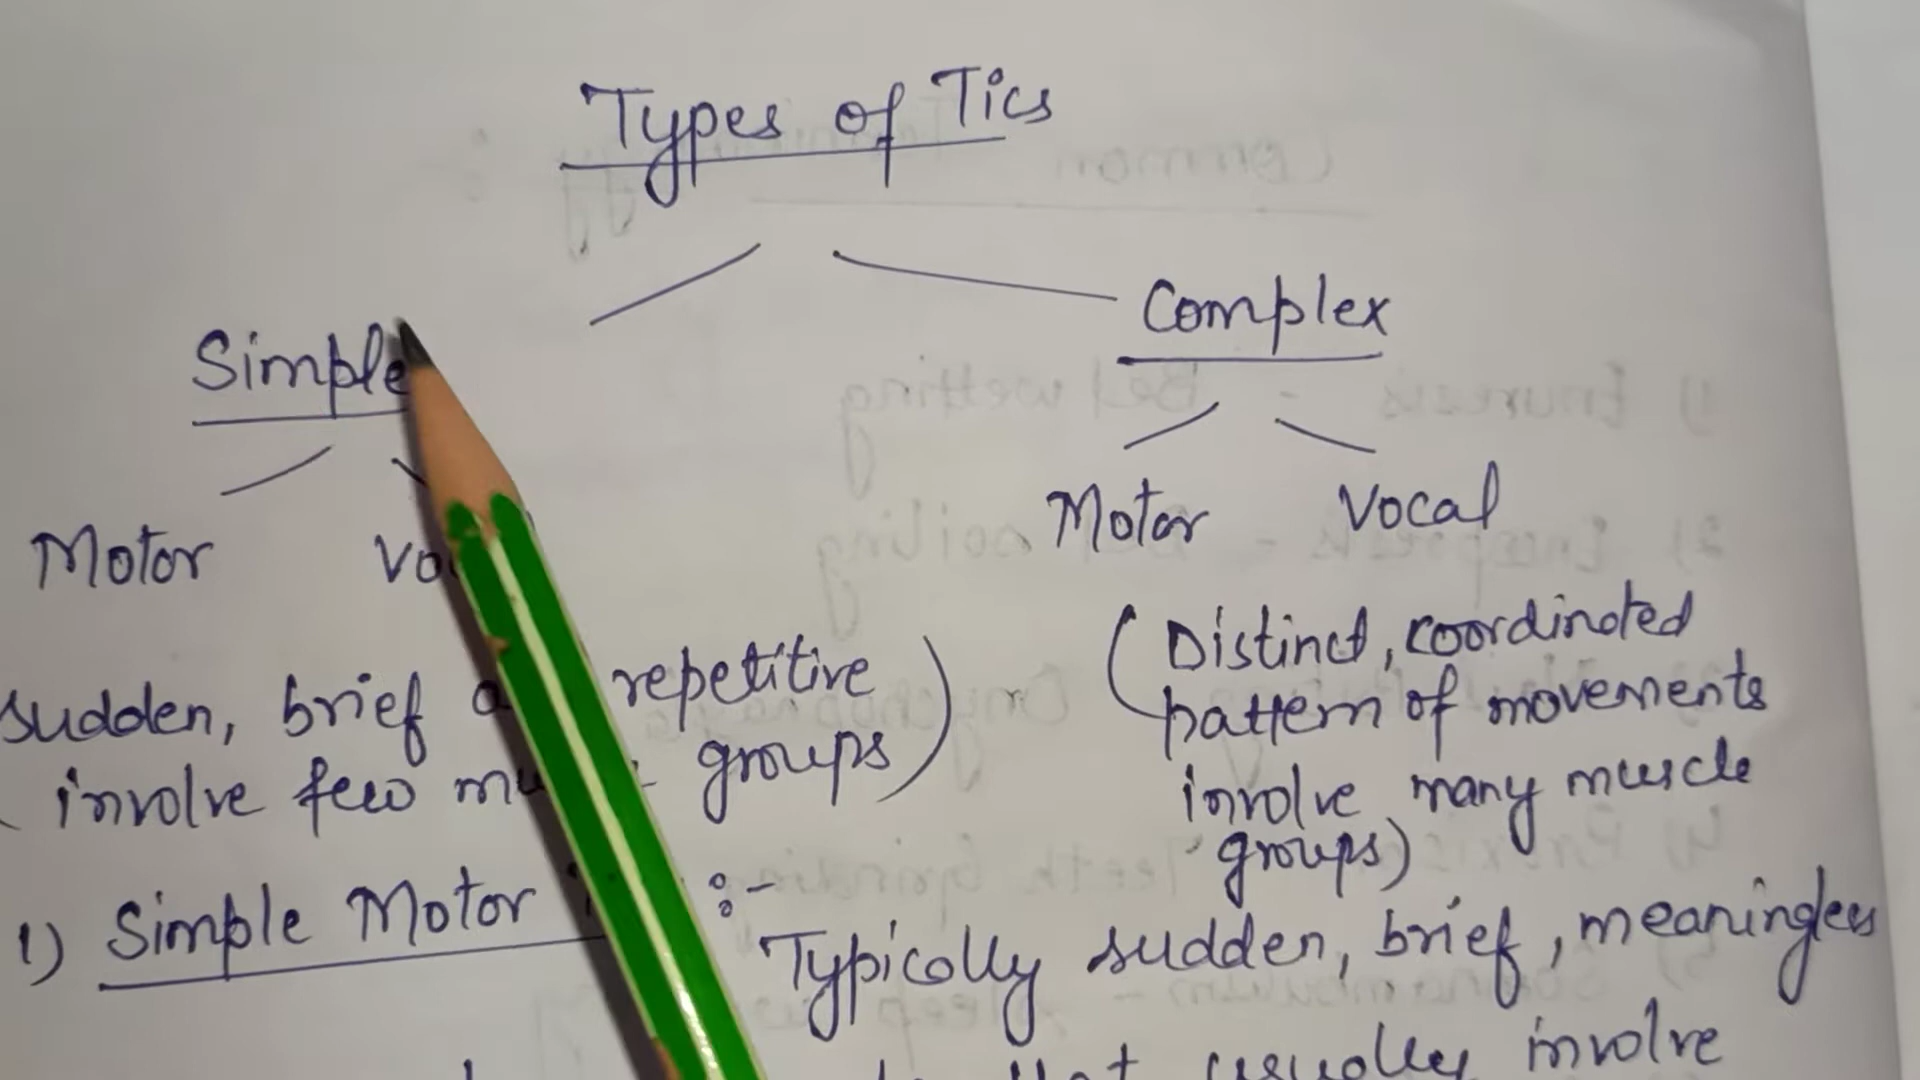 Types of Tics
Simple Complex
Motor Motor Vocal
sudden, brief repetitive
involve few groups)
(Distinct, coordinated
pattern of movements
involve many muscle
groups)
1) Simple Motor :-
Typically sudden, brief, meaningless
usually involve